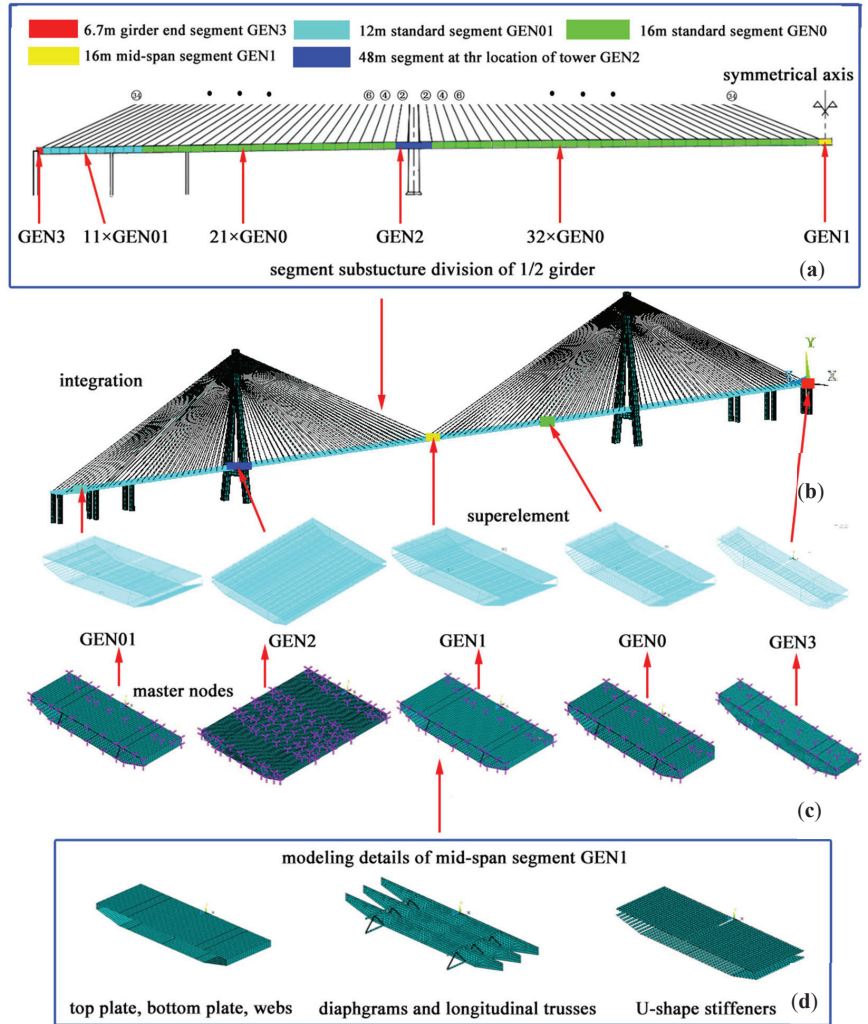 6.7m girder end segment GEN3 12m standard segment GEN01 16m standard segment GEN0
16m mid-span segment GEN1 48m segment at thr location of tower GEN2
symmetrical axis
㉞ ⑥ ④ ② ② ④ ⑥ ㉞
GEN3 11×GEN01 21×GEN0 GEN2 32×GEN0 GEN1
segment substucture division of 1/2 girder (a)
integration
Y
Z X
(b)
superelement
GEN01 GEN2 GEN1 GEN0 GEN3
master nodes
(c)
modeling details of mid-span segment GEN1
(d)
top plate, bottom plate, webs diaphgrams and longitudinal trusses U-shape stiffeners